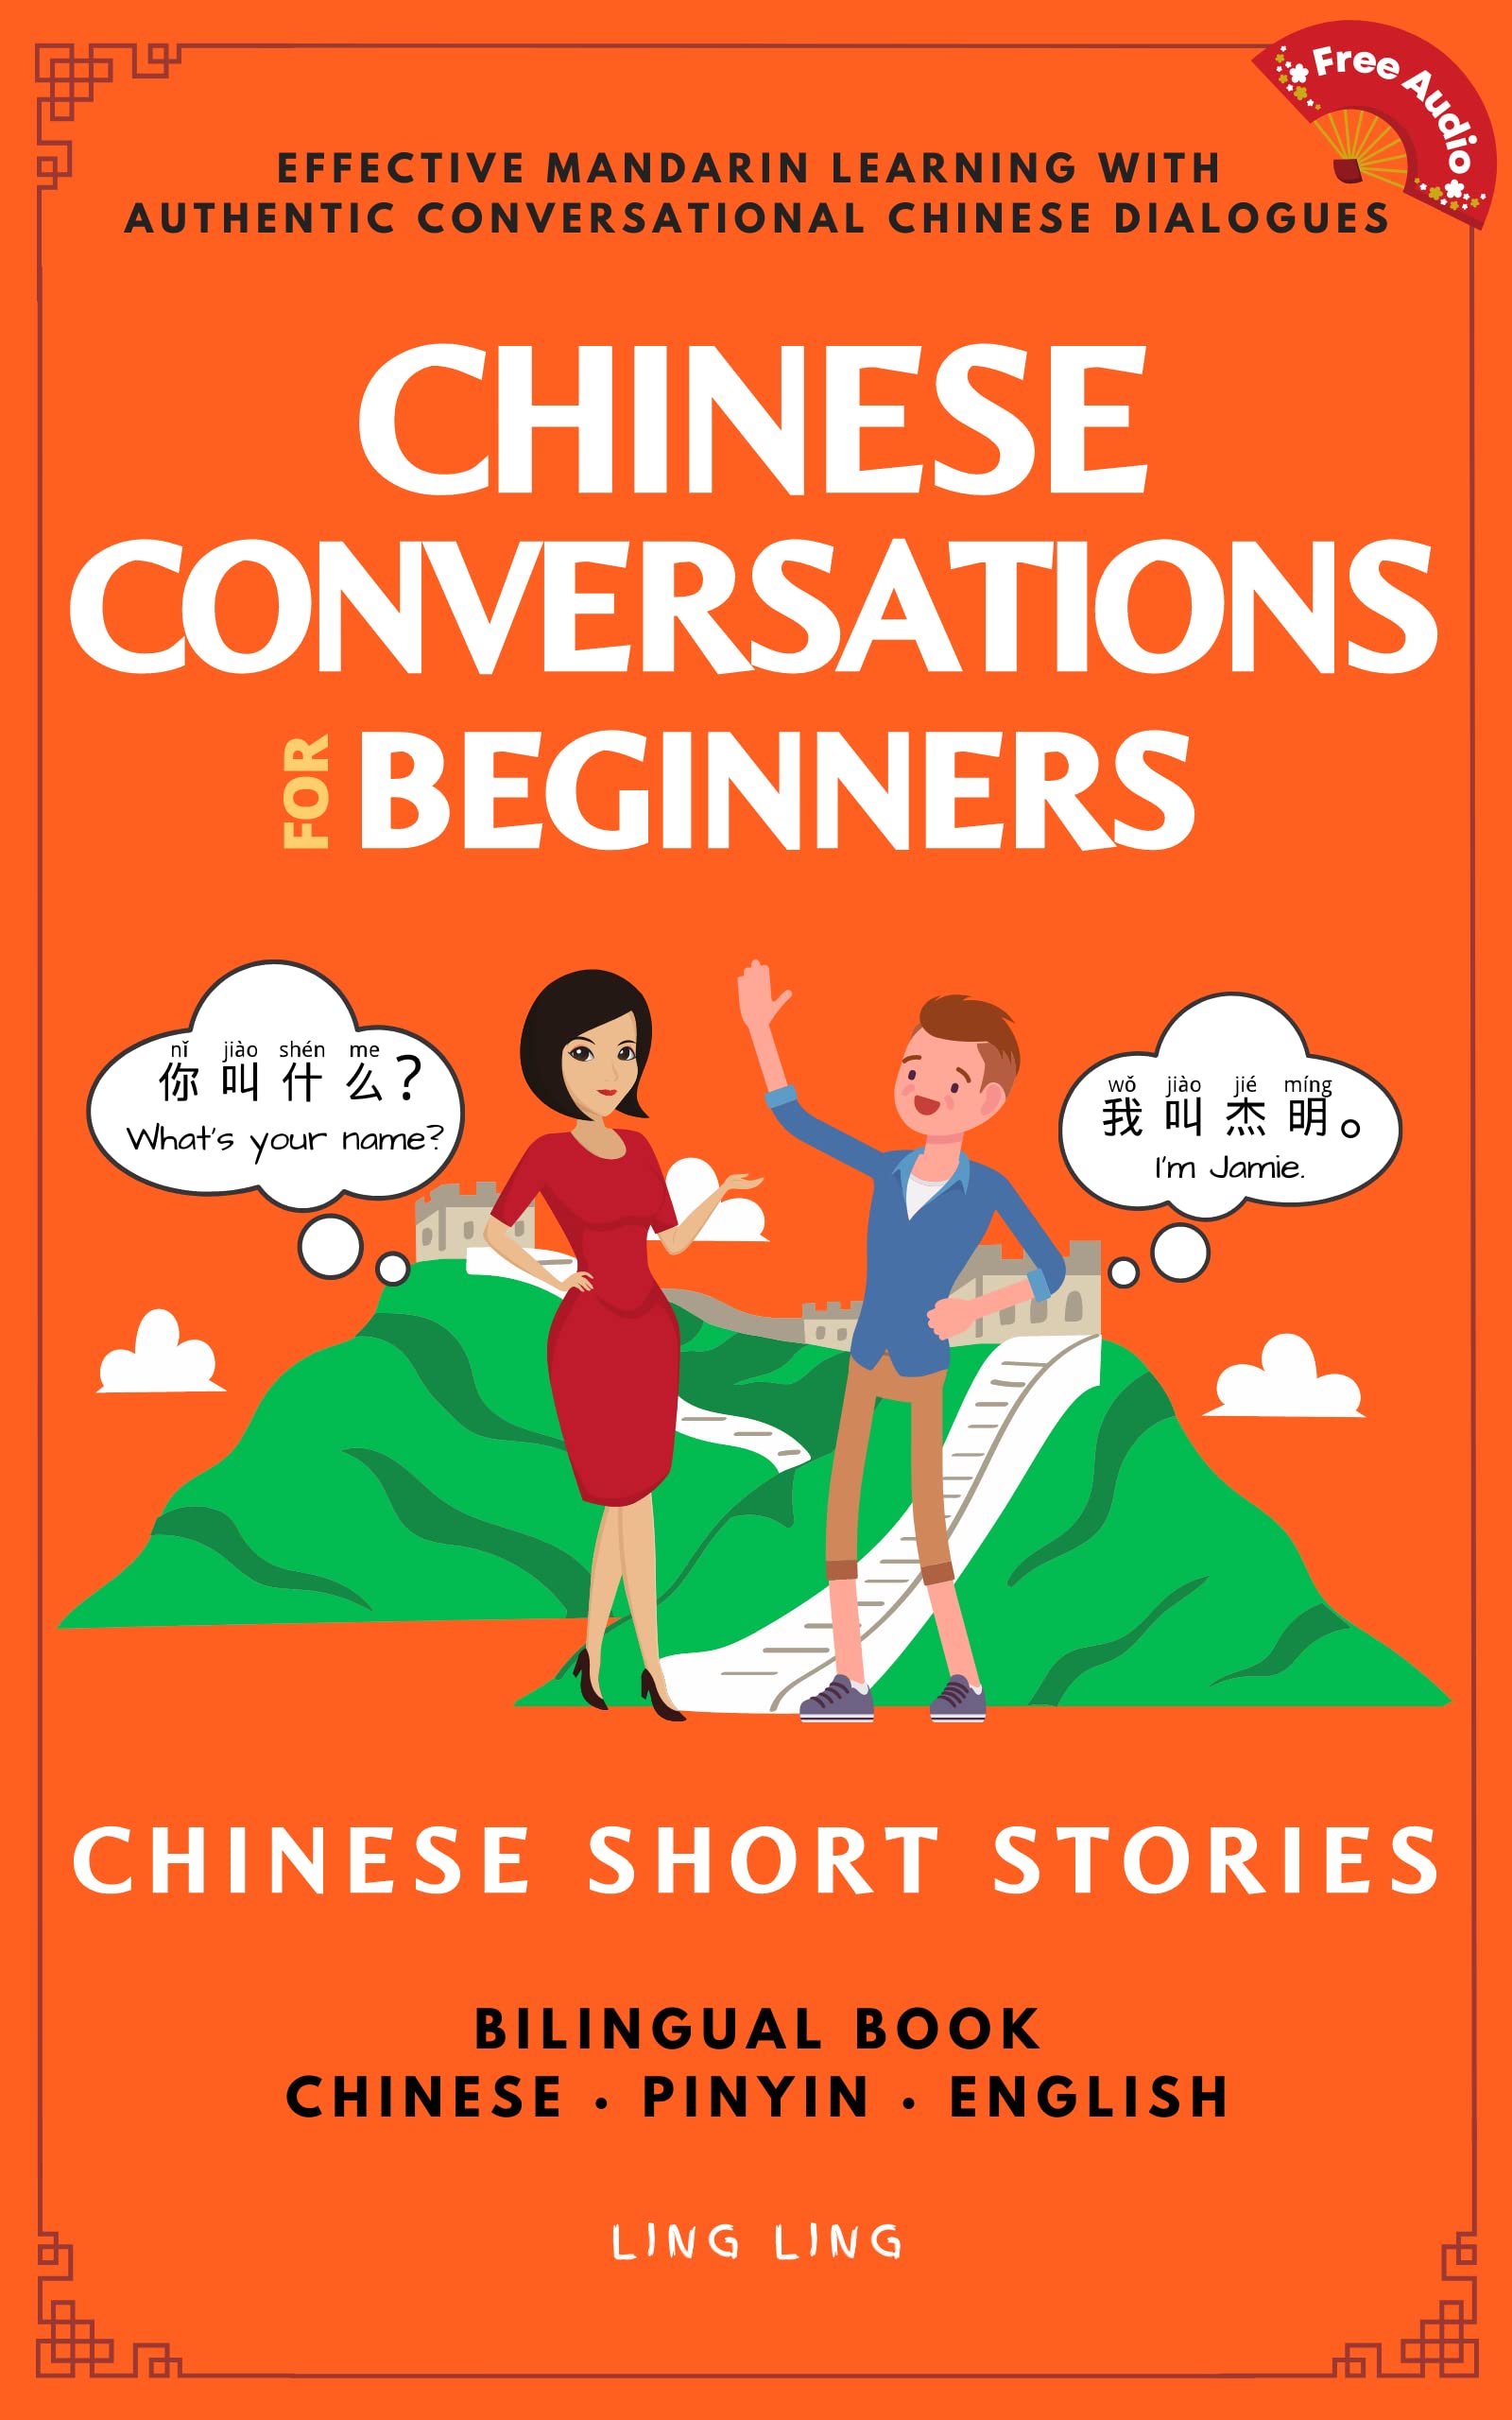 Free Audio
EFFECTIVE MANDARIN LEARNING WITH
AUTHENTIC CONVERSATIONAL CHINESE DIALOGUES
CHINESE
CONVERSATIONS
FOR BEGINNERS
nǐ jiào shén me
你 叫 什 么?
What's your name?
wǒ jiào jié míng
我 叫 杰 明。
I'm Jamie.
CHINESE SHORT STORIES
BILINGUAL BOOK
CHINESE • PINYIN • ENGLISH
LING LING